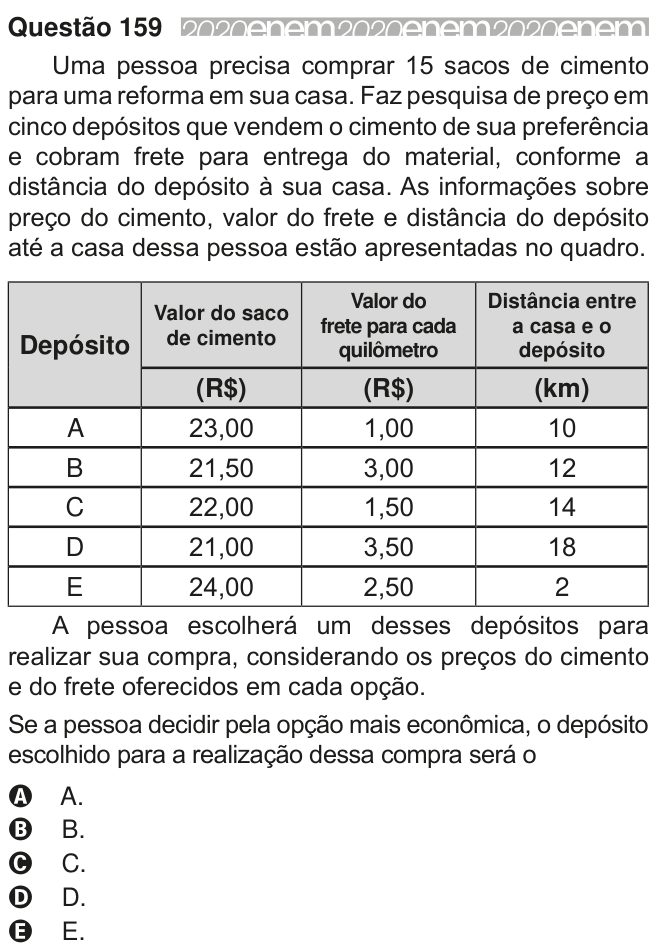 Questão 159 2020enem2020enem2020enem
Uma pessoa precisa comprar 15 sacos de cimento
para uma reforma em sua casa. Faz pesquisa de preço em
cinco depósitos que vendem o cimento de sua preferência
e cobram frete para entrega do material, conforme a
distância do depósito à sua casa. As informações sobre
preço do cimento, valor do frete e distância do depósito
até a casa dessa pessoa estão apresentadas no quadro.
Depósito
Valor do saco
de cimento
(R$)
Valor do
frete para cada
quilômetro
(R$)
Distância entre
a casa e o
depósito
(km)
A 23,00 1,00 10
B 21,50 3,00 12
C 22,00 1,50 14
D 21,00 3,50 18
E 24,00 2,50 2
A pessoa escolherá um desses depósitos para
realizar sua compra, considerando os preços do cimento
e do frete oferecidos em cada opção.
Se a pessoa decidir pela opção mais econômica, o depósito
escolhido para a realização dessa compra será o
A A.
B B.
C C.
D D.
E E.